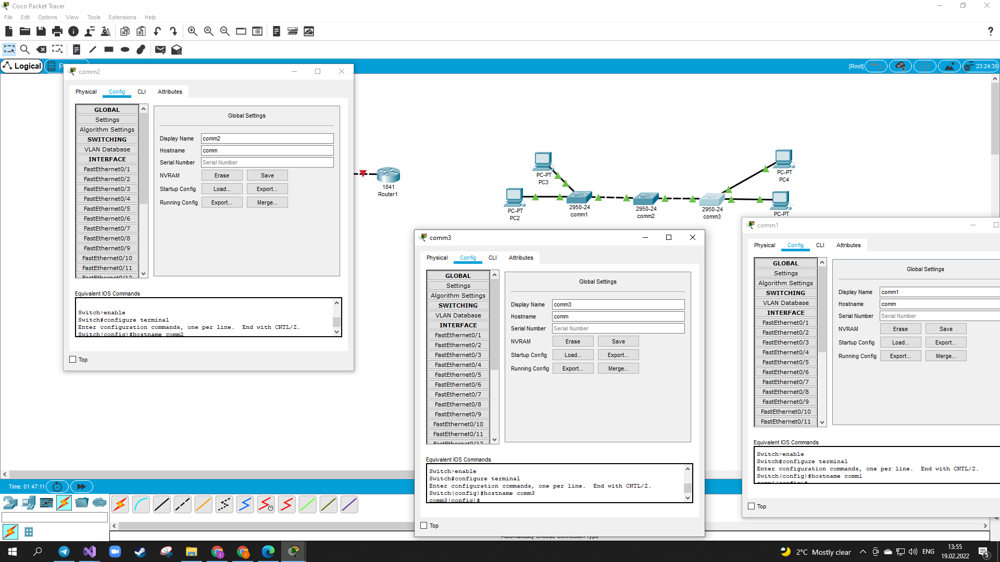 Cisco Packet Tracer
File Edit Options View Tools Extensions Help
Logical
[Root]
23:24:30
comm2
Physical Config CLI Attributes
GLOBAL
Settings
Algorithm Settings
SWITCHING
VLAN Database
INTERFACE
FastEthernet0/1
FastEthernet0/2
FastEthernet0/3
FastEthernet0/4
FastEthernet0/5
FastEthernet0/6
FastEthernet0/7
FastEthernet0/8
FastEthernet0/9
FastEthernet0/10
FastEthernet0/11
FastEthernet0/12
Global Settings
Display Name comm2
Hostname comm
Serial Number Serial Number
NVRAM Erase Save
Startup Config Load... Export...
Running Config Export... Merge...
Equivalent IOS Commands
Switch>enable
Switch#configure terminal
Enter configuration commands, one per line. End with CNTL/Z.
Switch(config)#hostname comm2
Top
1841
Router1
PC-PT
PC3
PC-PT
PC2
2950-24
comm1
2950-24
comm2
2950-24
comm3
PC-PT
PC4
PC-PT
comm3
Physical Config CLI Attributes
GLOBAL
Settings
Algorithm Settings
SWITCHING
VLAN Database
INTERFACE
FastEthernet0/1
FastEthernet0/2
FastEthernet0/3
FastEthernet0/4
FastEthernet0/5
FastEthernet0/6
FastEthernet0/7
FastEthernet0/8
FastEthernet0/9
FastEthernet0/10
FastEthernet0/11
FastEthernet0/12
Global Settings
Display Name comm3
Hostname comm
Serial Number Serial Number
NVRAM Erase Save
Startup Config Load... Export...
Running Config Export... Merge...
Equivalent IOS Commands
Switch>enable
Switch#configure terminal
Enter configuration commands, one per line. End with CNTL/Z.
Switch(config)#hostname comm3
comm3(config)#
Top
comm1
Physical Config CLI Attributes
GLOBAL
Settings
Algorithm Settings
SWITCHING
VLAN Database
INTERFACE
FastEthernet0/1
FastEthernet0/2
FastEthernet0/3
FastEthernet0/4
FastEthernet0/5
FastEthernet0/6
FastEthernet0/7
FastEthernet0/8
FastEthernet0/9
FastEthernet0/10
FastEthernet0/11
Global Settings
Display Name comm1
Hostname comm
Serial Number Serial Number
NVRAM Erase Save
Startup Config Load... Export...
Running Config Export... Merge...
Equivalent IOS Commands
Switch>enable
Switch#configure terminal
Enter configuration commands, one per line. End with CNTL/Z.
Switch(config)#hostname comm1
comm1(config)#
Top
Time: 01:47:11
Automatically Choose Connection Type
2°C Mostly clear
ENG
13:55
19.02.2022
5